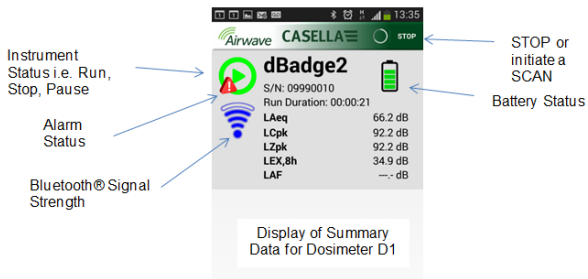 13:35
Airwave CASELLA STOP
Instrument
Status i.e. Run,
Stop, Pause
Alarm
Status
Bluetooth® Signal
Strength
dBadge2
S/N: 09990010
Run Duration: 00:00:21
LAeq 66.2 dB
LCpk 92.2 dB
LZpk 92.2 dB
LEX,8h 34.9 dB
LAF ---.- dB
STOP or
initiate a
SCAN
Battery Status
Display of Summary
Data for Dosimeter D1